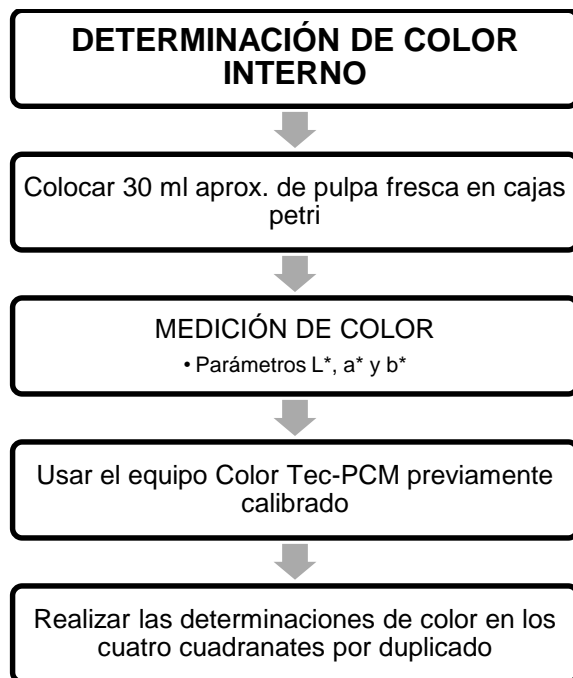 DETERMINACIÓN DE COLOR
INTERNO
Colocar 30 ml aprox. de pulpa fresca en cajas
petri
MEDICIÓN DE COLOR
• Parámetros L*, a* y b*
Usar el equipo Color Tec-PCM previamente
calibrado
Realizar las determinaciones de color en los
cuatro cuadranates por duplicado